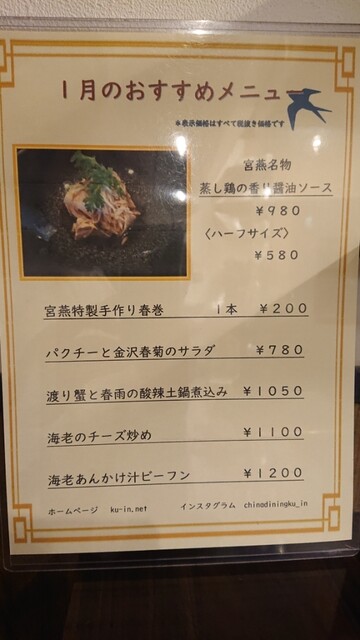 1月のおすすめメニュー
*表示価格はすべて税抜き価格です
宮燕名物
蒸し鶏の香り醤油ソース
¥980
〈ハーフサイズ〉
¥580
宮燕特製手作り春巻 1本 ¥200
パクチーと金沢春菊のサラダ ¥780
渡り蟹と春雨の酸辣土鍋煮込み ¥1050
海老のチーズ炒め ¥1100
海老あんかけ汁ビーフン ¥1200
ホームページ ku-in.net インスタグラム chinadiningku_in